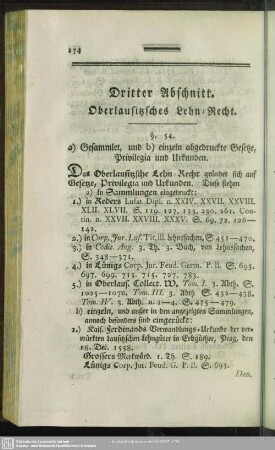 174
Dritter Abschnitt.
Oberlausitzsches Lehn-Recht.
§. 54.
a) Gesammlet, und b) einzeln abgedruckte Gesetze,
Privilegia und Urkunden.
Das Oberlausitzsche Lehn-Recht gründet sich auf
Gesetze, Privilegia und Urkunden. Diese stehen
a) in Sammlungen eingedruckt:
1.) in Reders Lusat. Dipl. n. XXIV. XXVII. XXVIII.
XLII. XLVII. S. 119. 127. 133. 230. 261. Con-
tin. n. XXVII. XXVIII. XXXV. S. 69. 72. 126—
142.
2.) in Corp. Jur. Lus. Tit. III. Lehnssachen, S. 451—470.
3.) in Codic. Aug. 3. Th. 3. Buch, von Lehnssachen,
S. 348—371.
4.) in Lünigs Corp. Jur. Feud. Germ. P. II. S. 693.
697. 699. 713. 715. 727. 783.
5.) in Oberlaus. Collect. W. Tom. I. 3. Abth. S.
1025—1070. Tom. III. 3. Abth. S. 432—438.
Tom. IV. 3. Abth. n. 1—4. S. 475—479.
b) einzeln, und außer in den angezeigten Sammlungen,
annoch besonders sind eingerückt:
1.) Kais. Ferdinands Verwandlungs-Urkunde der ver-
würkten Lausitzschen Lehngüter in Erbgüther, Prag, den
18. Dec. 1558.
Grossers Merkwürd. 1. Th. S. 189.
Lünigs Corp. Jur. Feud. G. P. II. S. 693.